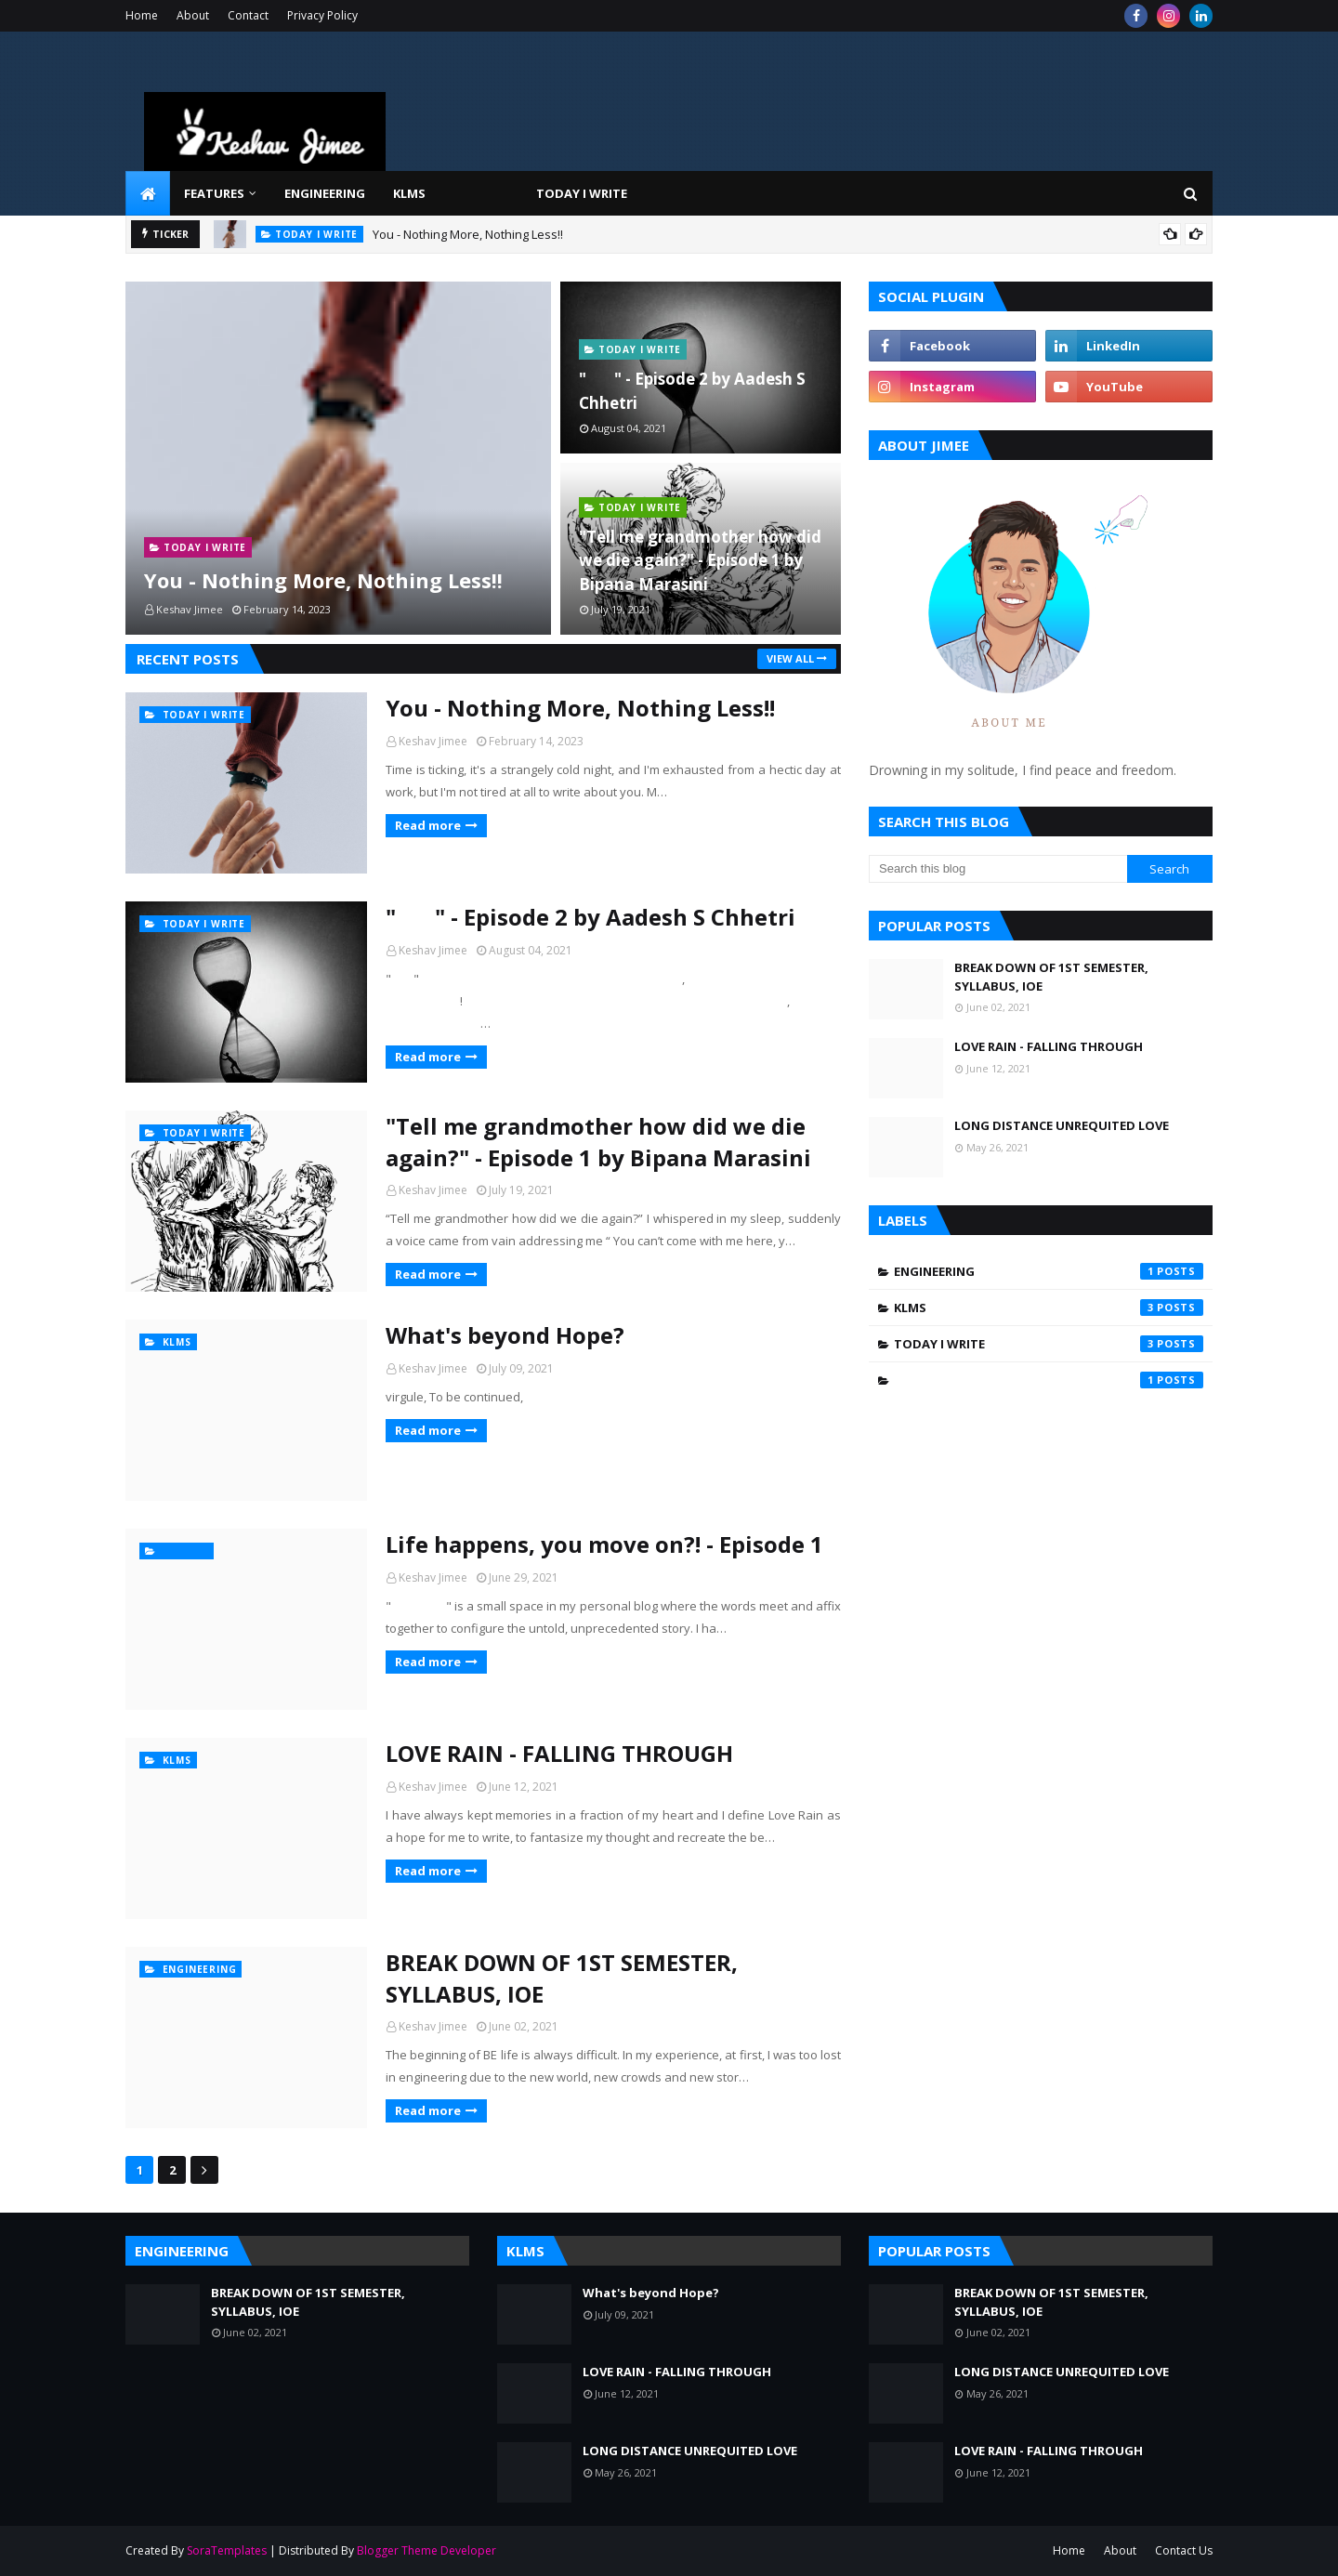 Home About Contact Privacy Policy
Keshav Jimee
FEATURES ENGINEERING KLMS TODAY I WRITE
TICKER TODAY I WRITE You - Nothing More, Nothing Less!!
TODAY I WRITE
You - Nothing More, Nothing Less!!
Keshav Jimee February 14, 2023
TODAY I WRITE
" " - Episode 2 by Aadesh S
Chhetri
August 04, 2021
TODAY I WRITE
"Tell me grandmother how did
we die again?" - Episode 1 by
Bipana Marasini
July 19, 2021
RECENT POSTS VIEW ALL
TODAY I WRITE
You - Nothing More, Nothing Less!!
Keshav Jimee February 14, 2023
Time is ticking, it's a strangely cold night, and I'm exhausted from a hectic day at
work, but I'm not tired at all to write about you. M…
Read more
TODAY I WRITE
" " - Episode 2 by Aadesh S Chhetri
Keshav Jimee August 04, 2021
" " ,
! ,
…
Read more
TODAY I WRITE
"Tell me grandmother how did we die
again?" - Episode 1 by Bipana Marasini
Keshav Jimee July 19, 2021
“Tell me grandmother how did we die again?” I whispered in my sleep, suddenly
a voice came from vain addressing me “ You can’t come with me here, y…
Read more
KLMS
What's beyond Hope?
Keshav Jimee July 09, 2021
virgule, To be continued,
Read more
Life happens, you move on?! - Episode 1
Keshav Jimee June 29, 2021
" " is a small space in my personal blog where the words meet and affix
together to configure the untold, unprecedented story. I ha…
Read more
KLMS
LOVE RAIN - FALLING THROUGH
Keshav Jimee June 12, 2021
I have always kept memories in a fraction of my heart and I define Love Rain as
a hope for me to write, to fantasize my thought and recreate the be…
Read more
ENGINEERING
BREAK DOWN OF 1ST SEMESTER,
SYLLABUS, IOE
Keshav Jimee June 02, 2021
The beginning of BE life is always difficult. In my experience, at first, I was too lost
in engineering due to the new world, new crowds and new stor…
Read more
1 2
SOCIAL PLUGIN
Facebook LinkedIn
Instagram YouTube
ABOUT JIMEE
ABOUT ME
Drowning in my solitude, I find peace and freedom.
SEARCH THIS BLOG
Search this blog Search
POPULAR POSTS
BREAK DOWN OF 1ST SEMESTER,
SYLLABUS, IOE
June 02, 2021
LOVE RAIN - FALLING THROUGH
June 12, 2021
LONG DISTANCE UNREQUITED LOVE
May 26, 2021
LABELS
ENGINEERING 1 POSTS
KLMS 3 POSTS
TODAY I WRITE 3 POSTS
1 POSTS
ENGINEERING
BREAK DOWN OF 1ST SEMESTER,
SYLLABUS, IOE
June 02, 2021
KLMS
What's beyond Hope?
July 09, 2021
LOVE RAIN - FALLING THROUGH
June 12, 2021
LONG DISTANCE UNREQUITED LOVE
May 26, 2021
POPULAR POSTS
BREAK DOWN OF 1ST SEMESTER,
SYLLABUS, IOE
June 02, 2021
LONG DISTANCE UNREQUITED LOVE
May 26, 2021
LOVE RAIN - FALLING THROUGH
June 12, 2021
Created By SoraTemplates | Distributed By Blogger Theme Developer
Home About Contact Us